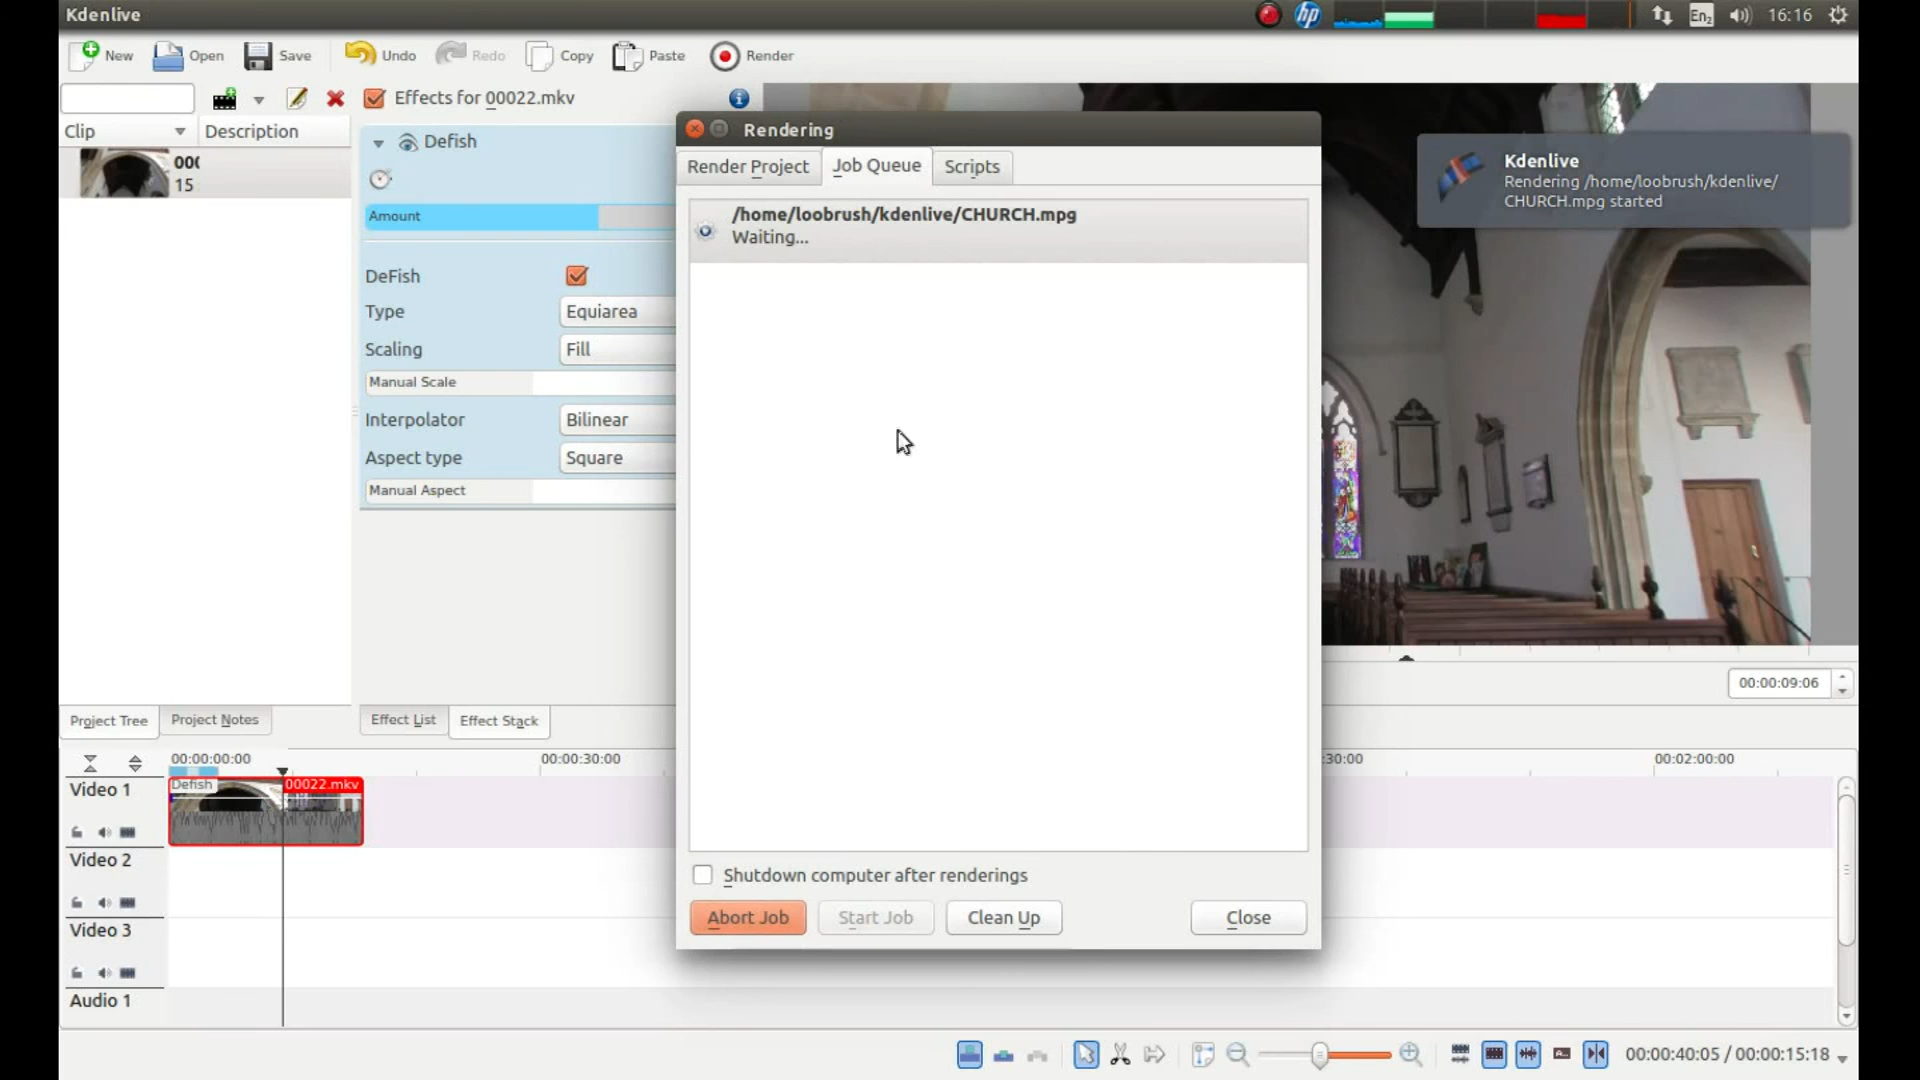 Kdenlive
En2
16:16
New
Open
Save
Undo
Redo
Copy
Paste
Render
Effects for 00022.mkv
Clip
Description
15
Defish
Amount
DeFish
Type
Equiarea
Scaling
Fill
Manual Scale
Interpolator
Bilinear
Aspect type
Square
Manual Aspect
Rendering
Render Project
Job Queue
Scripts
/home/loobrush/kdenlive/CHURCH.mpg
Waiting...
Shutdown computer after renderings
Abort Job
Start Job
Clean Up
Close
Kdenlive
Rendering /home/loobrush/kdenlive/
CHURCH.mpg started
00:00:09:06
Project Tree
Project Notes
Effect List
Effect Stack
00:00:00:00
00:00:30:00
:30:00
00:02:00:00
Video 1
Defish
00022.mkv
Video 2
Video 3
Audio 1
00:00:40:05 / 00:00:15:18